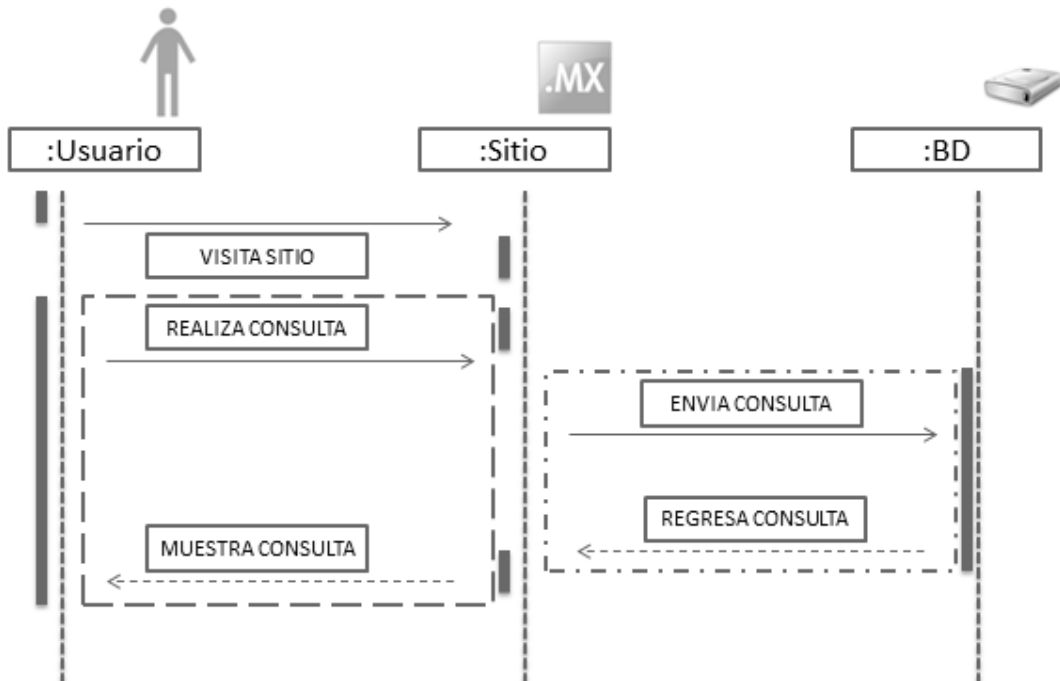 .MX
:Usuario
:Sitio
:BD
VISITA SITIO
REALIZA CONSULTA
ENVIA CONSULTA
REGRESA CONSULTA
MUESTRA CONSULTA